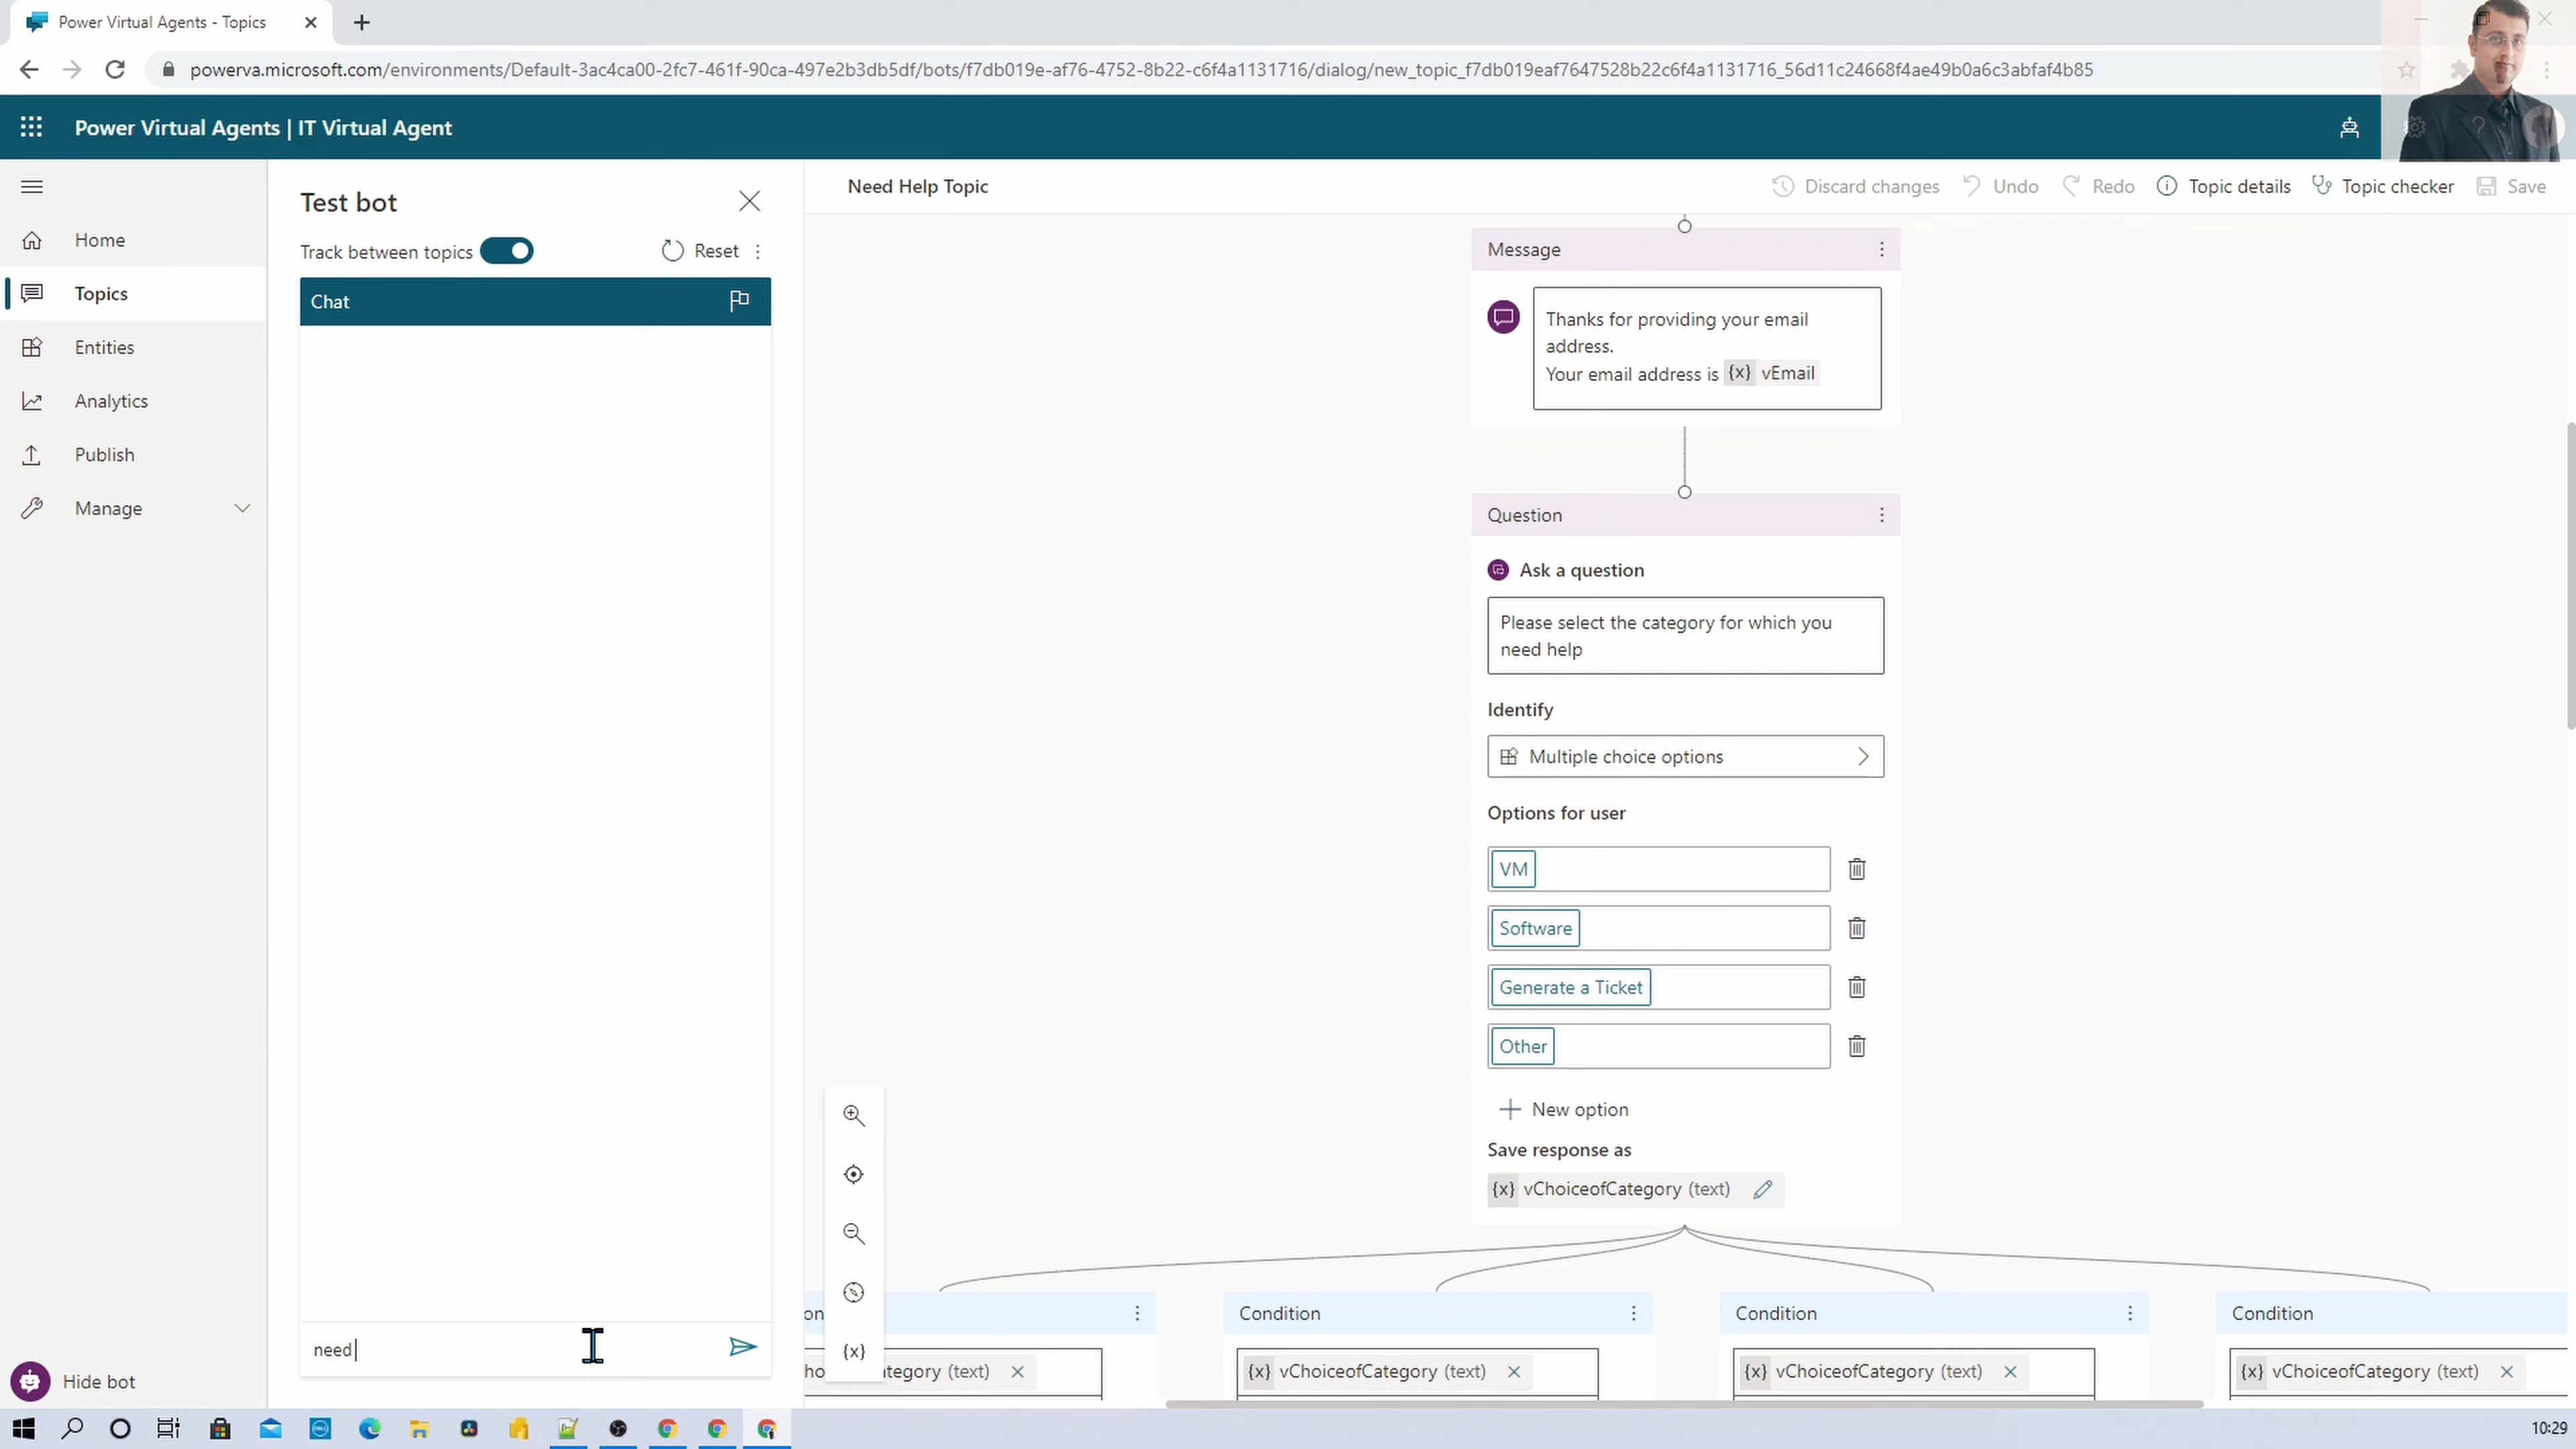 Power Virtual Agents - Topics
powerva.microsoft.com/environments/Default-3ac4ca00-2fc7-461f-90ca-497e2b3db5df/bots/f7db019e-af76-4752-8b22-c6f4a1131716/dialog/new_topic_f7db019eaf7647528b22c6f4a1131716_56d11c24668f4ae49b0a6c3abfaf4b85
Power Virtual Agents | IT Virtual Agent
Home
Topics
Entities
Analytics
Publish
Manage
Hide bot
Test bot
Track between topics
Reset
Chat
need
Need Help Topic
Discard changes
Undo
Redo
Topic details
Topic checker
Save
Message
Thanks for providing your email
address.
Your email address is {x} vEmail
Question
Ask a question
Please select the category for which you
need help
Identify
Multiple choice options
Options for user
VM
Software
Generate a Ticket
Other
New option
Save response as
{x} vChoiceofCategory (text)
{x}
on
Condition
Condition
Condition
tegory (text)
{x} vChoiceofCategory (text)
{x} vChoiceofCategory (text)
{x} vChoiceofCategory (text)
10:29